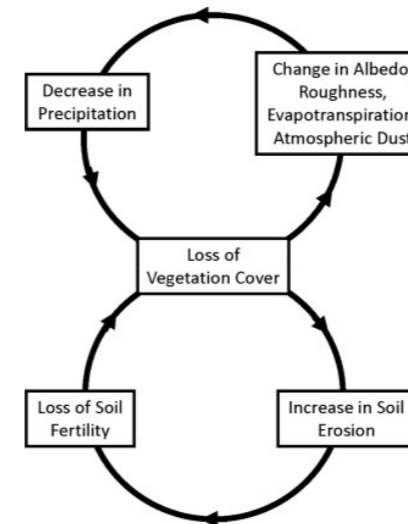 Decrease in
Precipitation
Change in Albedo
Roughness,
Evapotranspiration
Atmospheric Dust
Loss of
Vegetation Cover
Loss of Soil
Fertility
Increase in Soil
Erosion